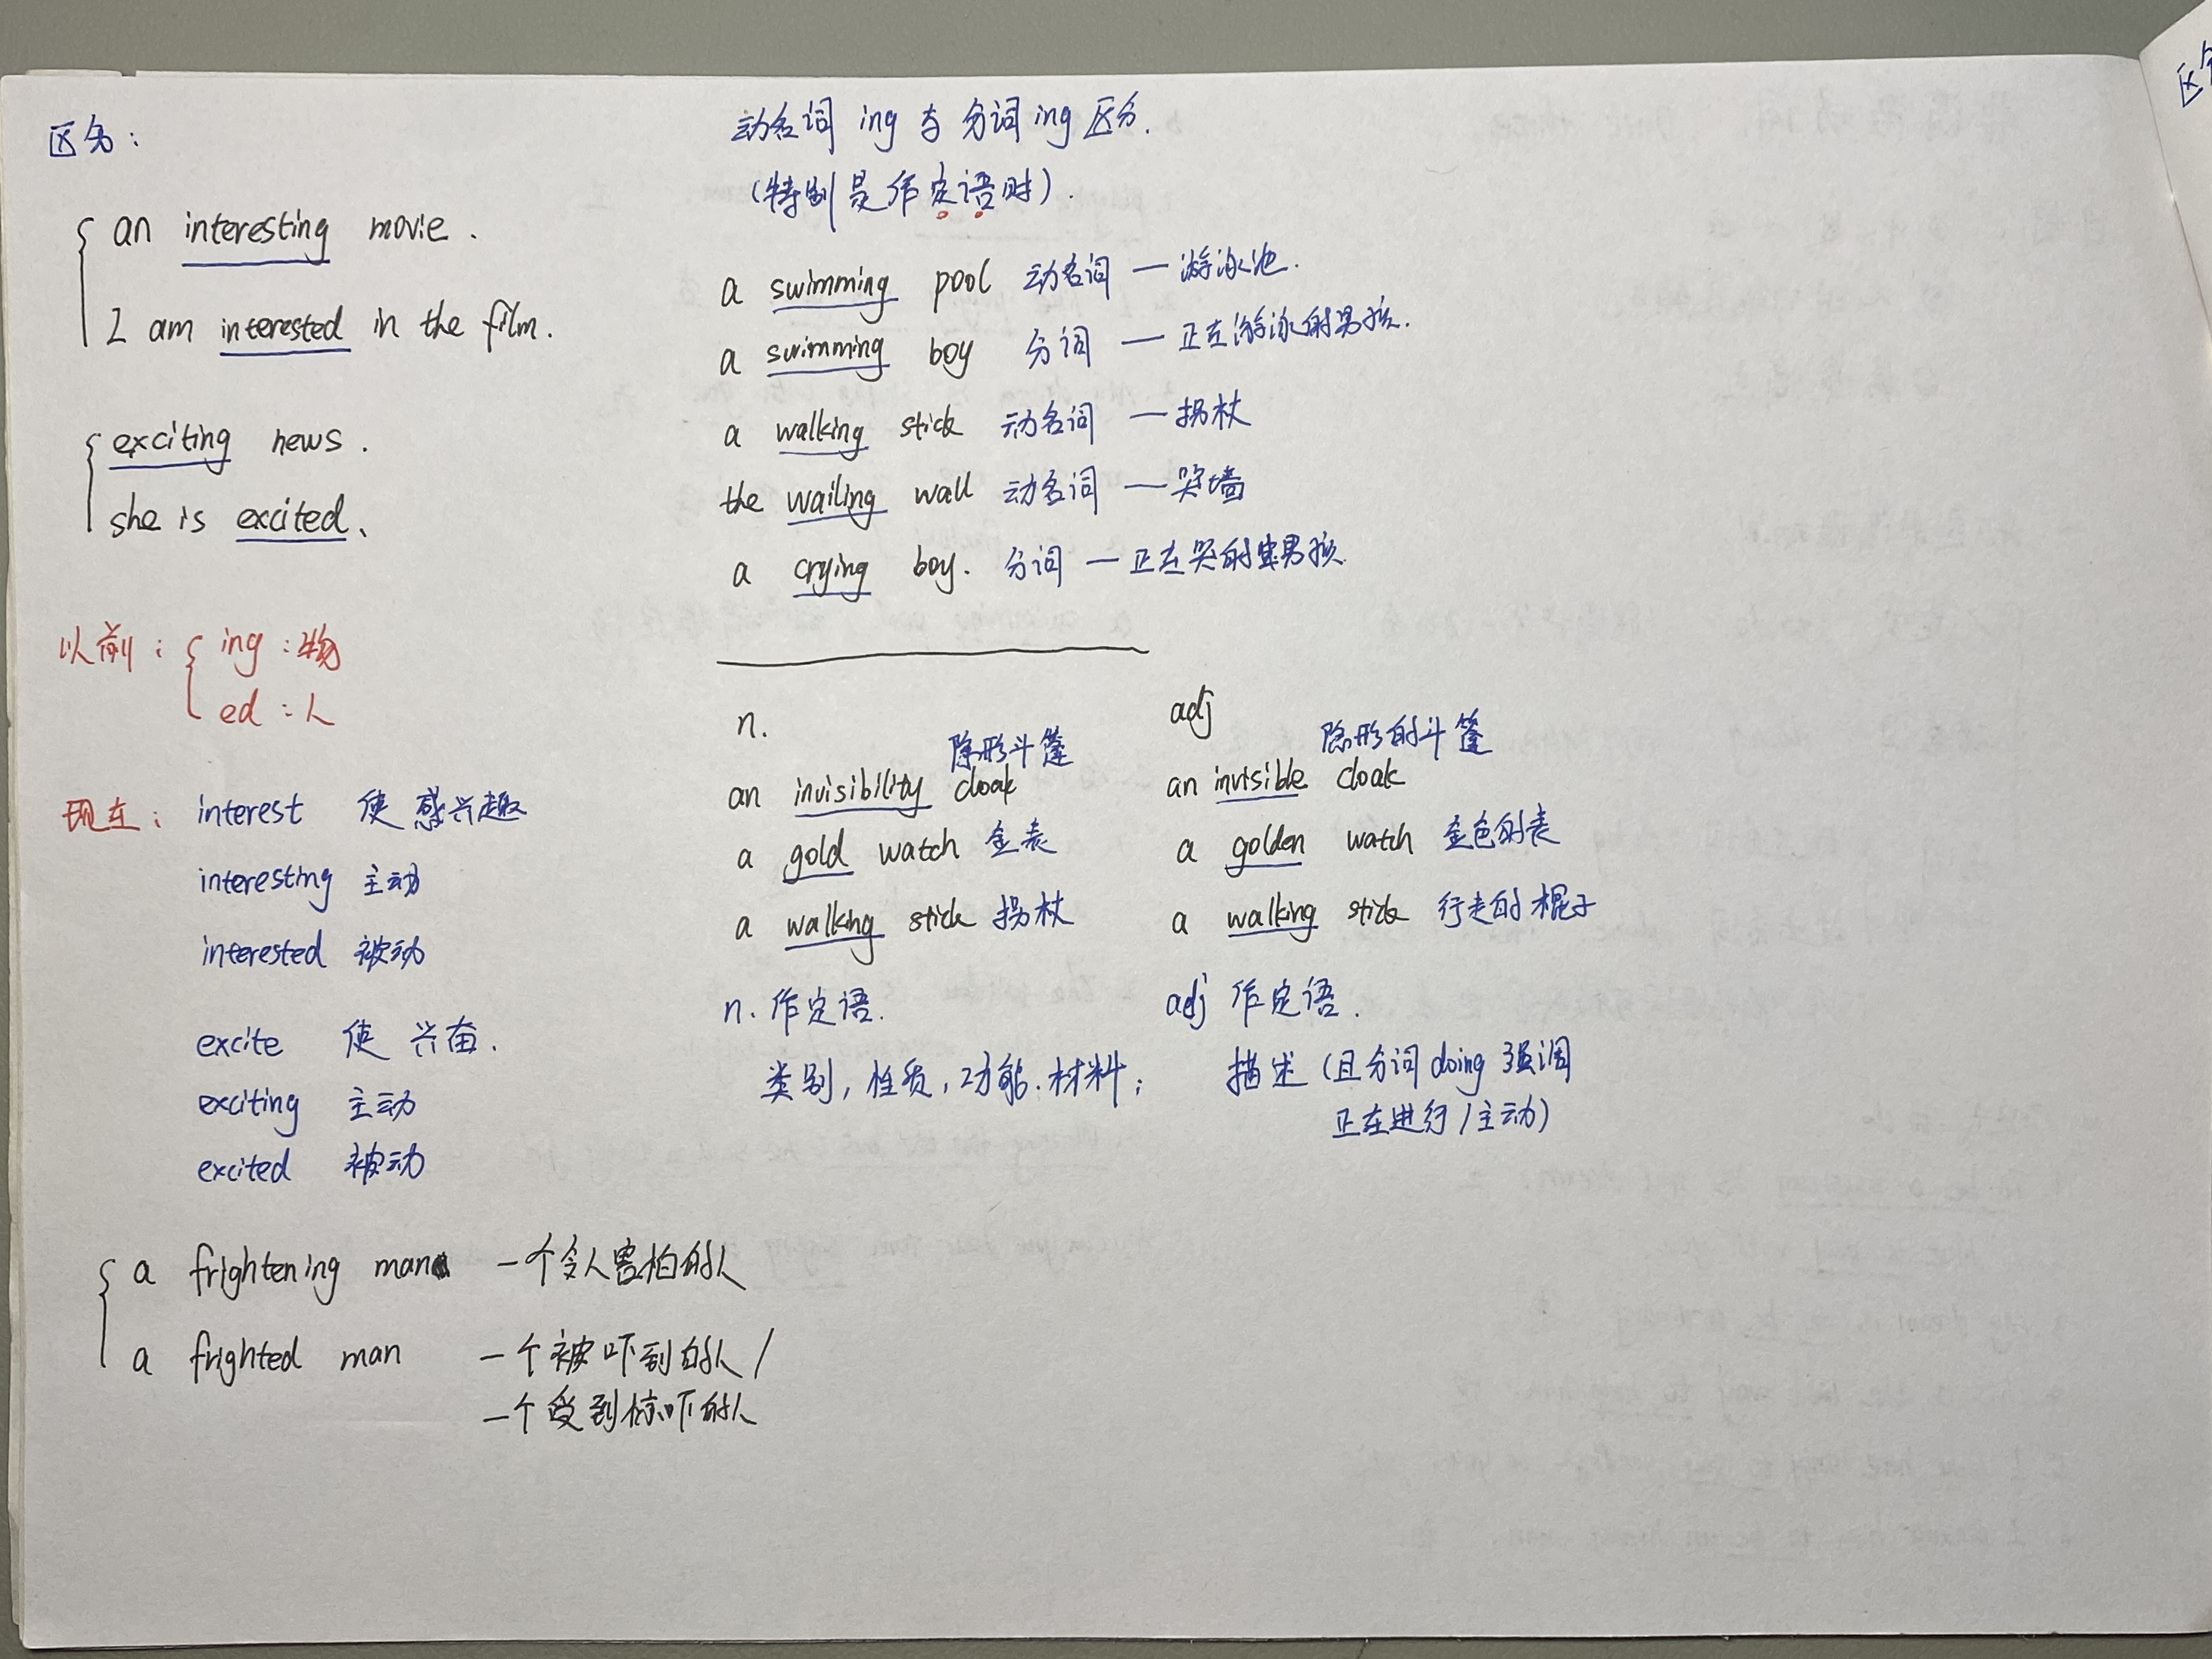 区分：
an interesting movie.
I am interested in the film.
exciting news.
she is excited、
以前：ing：物
ed：人
现在：interest 使感兴趣
interesting 主动
interested 被动
excite 使兴奋.
exciting 主动
excited 被动
a frightening man 一个令人害怕的人
a frighted man 一个被吓到的人/
一个受到惊吓的人
动名词 ing 与 分词 ing 区分.
(特别是作定语时).
a swimming pool 动名词 — 游泳池.
a swimming boy 分词 — 正在游泳的男孩.
a walking stick 动名词 — 拐杖
the wailing wall 动名词 — 哭墙
a crying boy. 分词 — 正在哭的男孩.
n.
隐形斗篷
an invisibility cloak
a gold watch 金表
a walking stick 拐杖
n. 作定语.
类别，性质，功能.材料；
adj
隐形的斗篷
an invisible cloak
a golden watch 金色的表
a walking stick 行走的棍子
adj 作定语.
描述（且分词 doing 强调
正在进行/主动)
区分